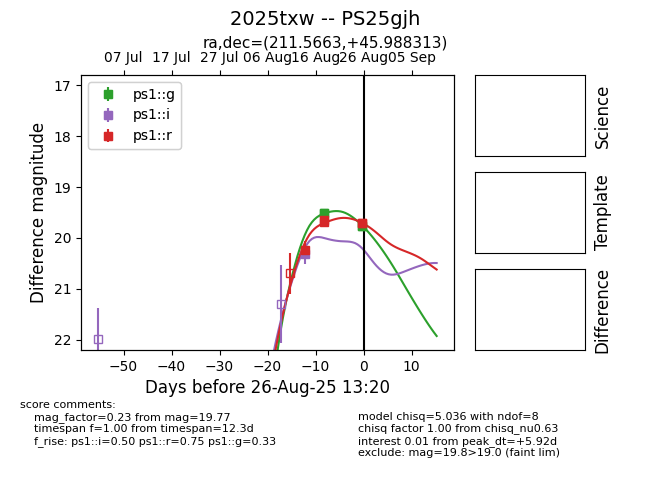 2025txw -- PS25gjh
ra,dec=(211.5663,+45.988313)
07 Jul 17 Jul 27 Jul 06 Aug 16 Aug 26 Aug 05 Sep
17
18
19
20
21
22
Difference magnitude
ps1::g
ps1::i
ps1::r
−50 −40 −30 −20 −10 0 10
Days before 26-Aug-25 13:20
Science
Template
Difference
score comments:
mag_factor=0.23 from mag=19.77
timespan f=1.00 from timespan=12.3d
f_rise: ps1::i=0.50 ps1::r=0.75 ps1::g=0.33
model chisq=5.036 with ndof=8
chisq factor 1.00 from chisq_nu0.63
interest 0.01 from peak_dt=+5.92d
exclude: mag=19.8>19.0 (faint lim)